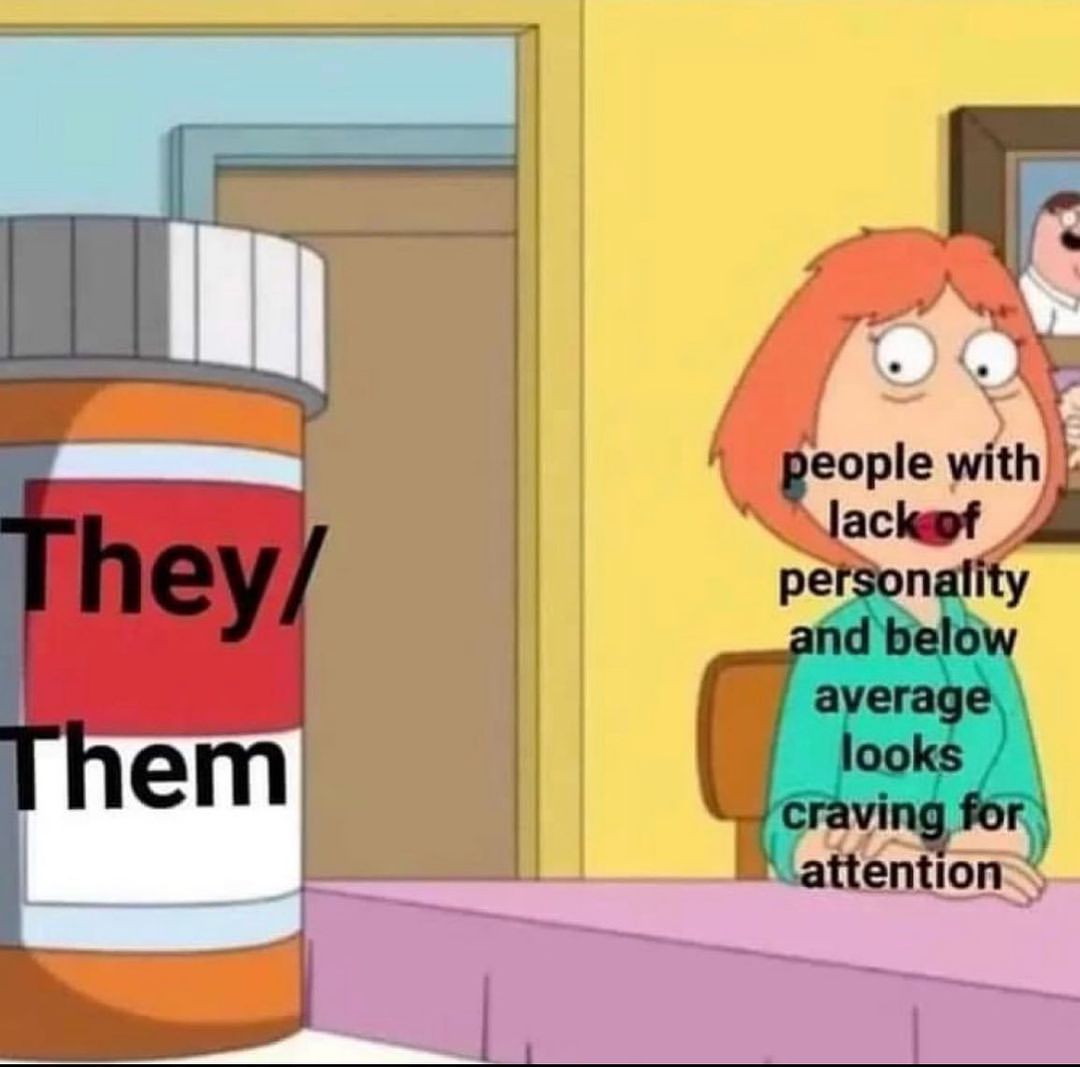 They/
Them
people with
lack of
personality
and below
average
looks
craving for
attention